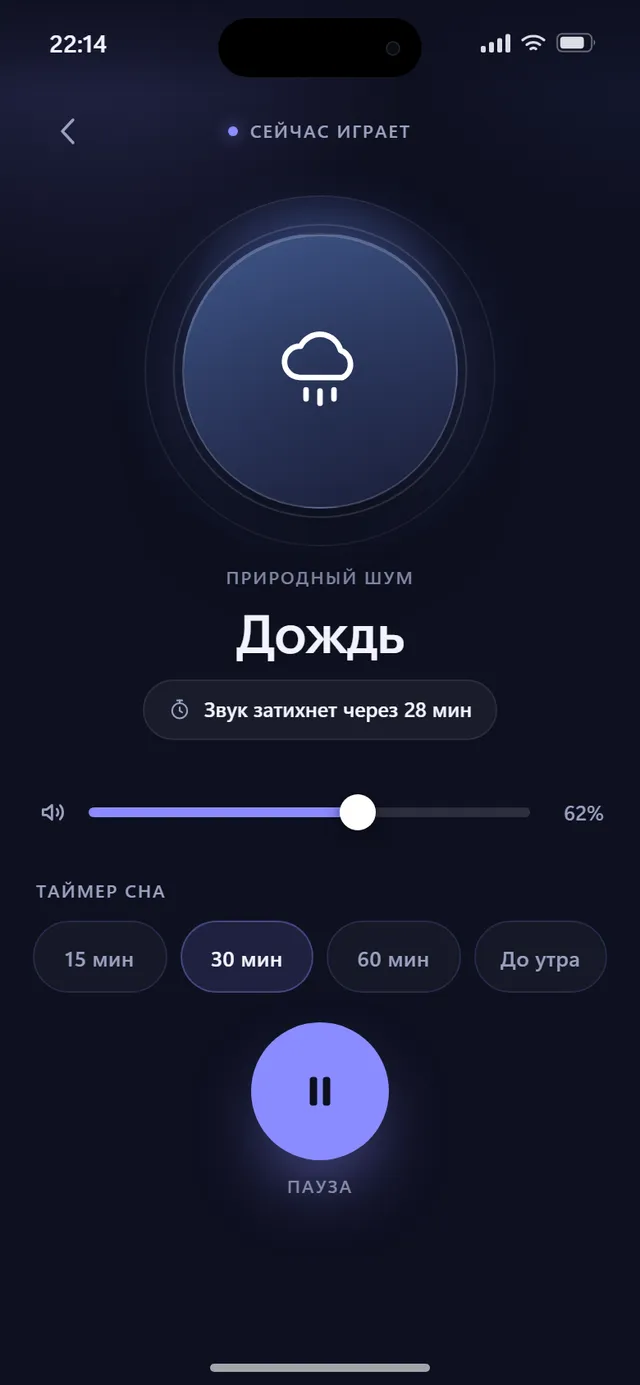 22:14
СЕЙЧАС ИГРАЕТ
ПРИРОДНЫЙ ШУМ
Дождь
Звук затихнет через 28 мин
62%
ТАЙМЕР СНА
15 мин
30 мин
60 мин
До утра
ПАУЗА